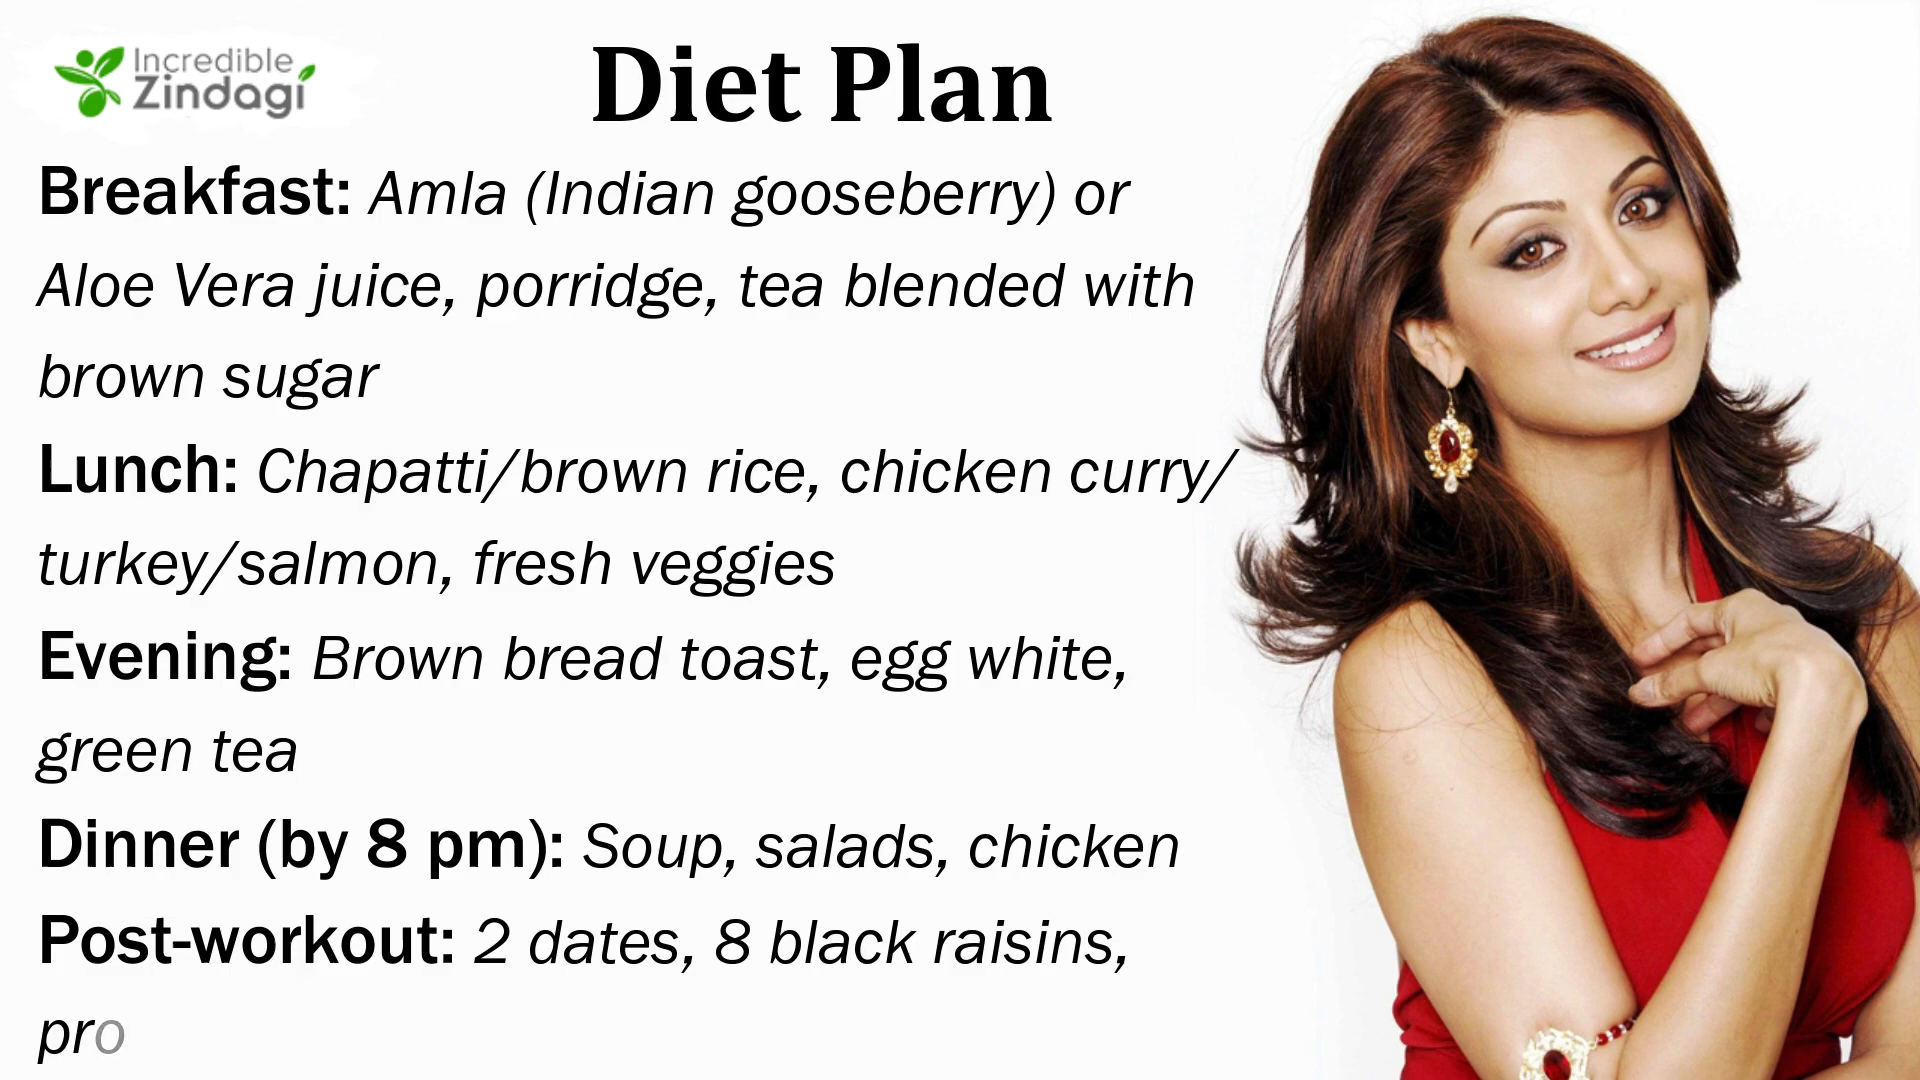 Incredible
Zindagi
Diet Plan
Breakfast: Amla (Indian gooseberry) or
Aloe Vera juice, porridge, tea blended with
brown sugar
Lunch: Chapatti/brown rice, chicken curry/
turkey/salmon, fresh veggies
Evening: Brown bread toast, egg white,
green tea
Dinner (by 8 pm): Soup, salads, chicken
Post-workout: 2 dates, 8 black raisins,
pro